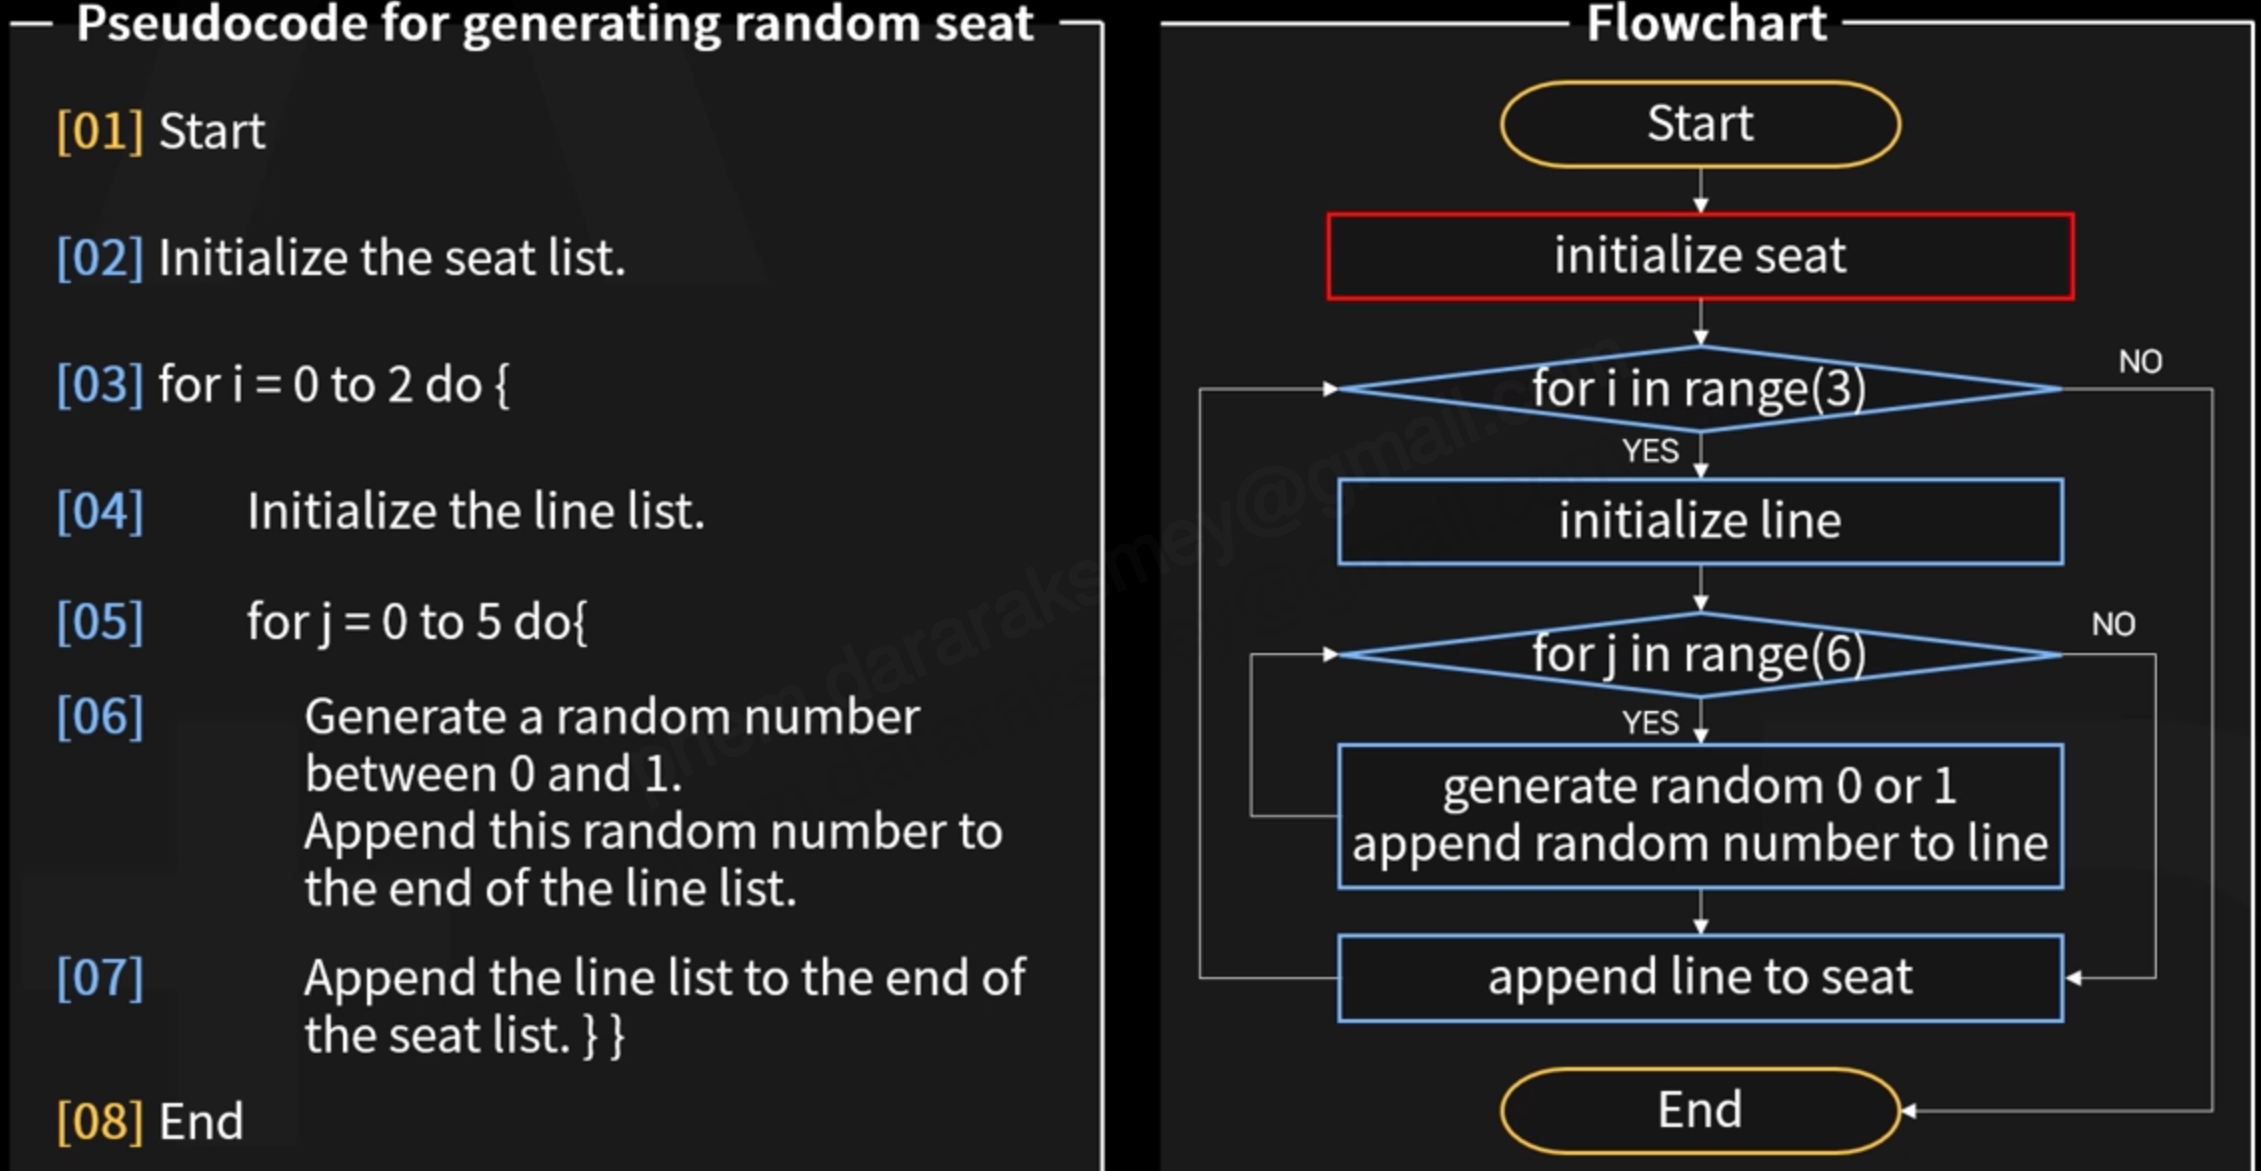 Pseudocode for generating random seat
[01] Start
[02] Initialize the seat list.
[03] for i = 0 to 2 do {
[04] Initialize the line list.
[05] for j = 0 to 5 do{
[06] Generate a random number
between 0 and 1.
Append this random number to
the end of the line list.
[07] Append the line list to the end of
the seat list. } }
[08] End
Flowchart
Start
initialize seat
for i in range(3)
NO
YES
initialize line
for j in range(6)
NO
YES
generate random 0 or 1
append random number to line
append line to seat
End